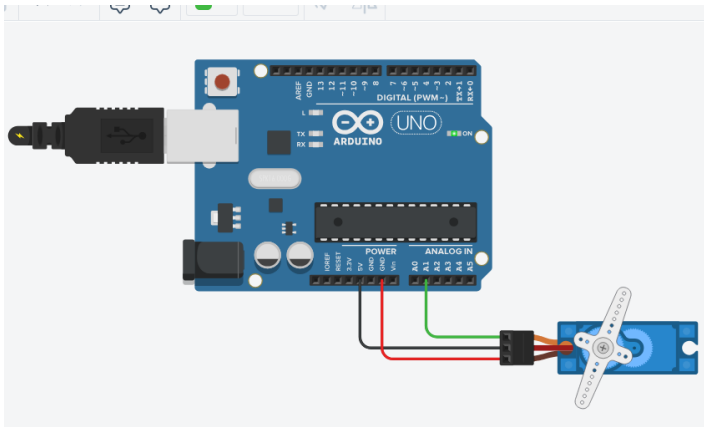 AREF
GND
13
12
~11
~10
~9
8
7
~6
~5
4
~3
2
TX→1
RX←0
DIGITAL (PWM~)
L
TX
RX
ARDUINO
UNO
ON
POWER
ANALOG IN
IOREF
RESET
3.3V
5V
GND
GND
Vin
A0
A1
A2
A3
A4
A5